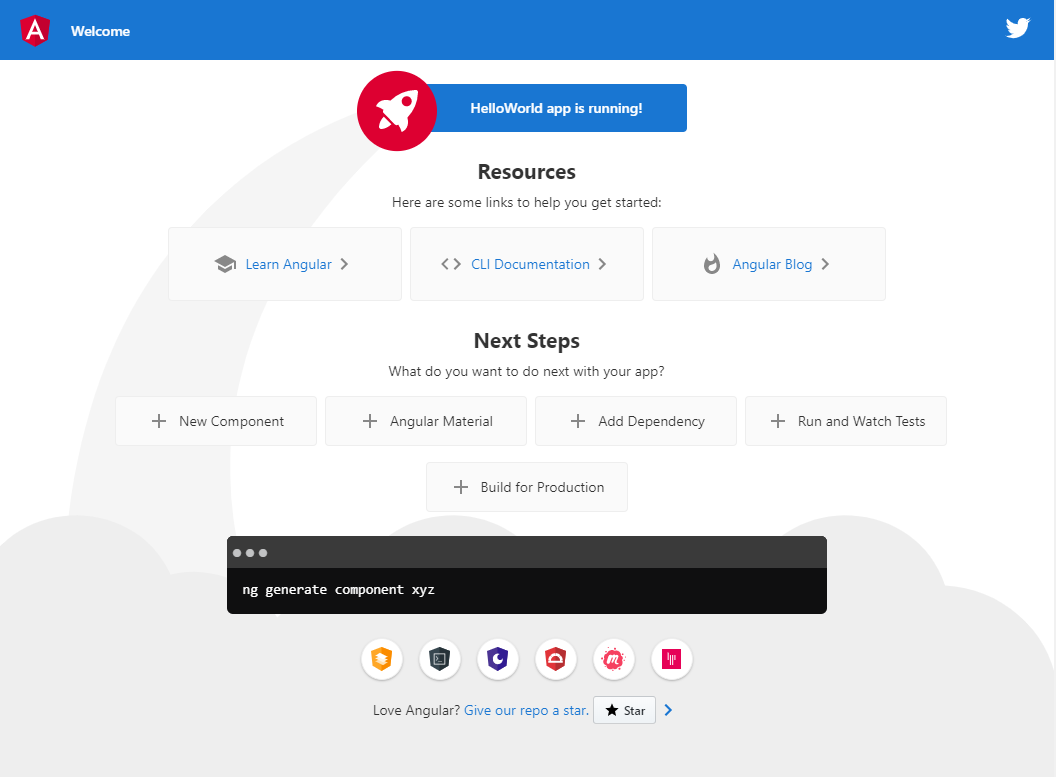 Welcome
HelloWorld app is running!
Resources
Here are some links to help you get started:
Learn Angular
CLI Documentation
Angular Blog
Next Steps
What do you want to do next with your app?
New Component
Angular Material
Add Dependency
Run and Watch Tests
Build for Production
ng generate component xyz
Love Angular? Give our repo a star. Star